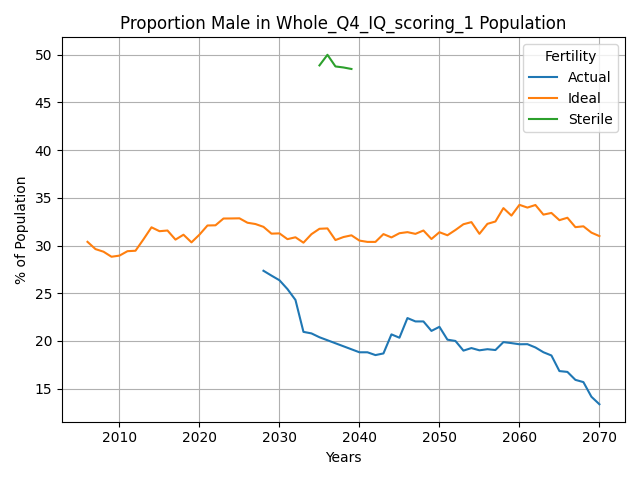 Proportion Male in Whole_Q4_IQ_scoring_1 Population
Fertility
Actual
Ideal
Sterile
% of Population
50
45
40
35
30
25
20
15
2010 2020 2030 2040 2050 2060 2070
Years